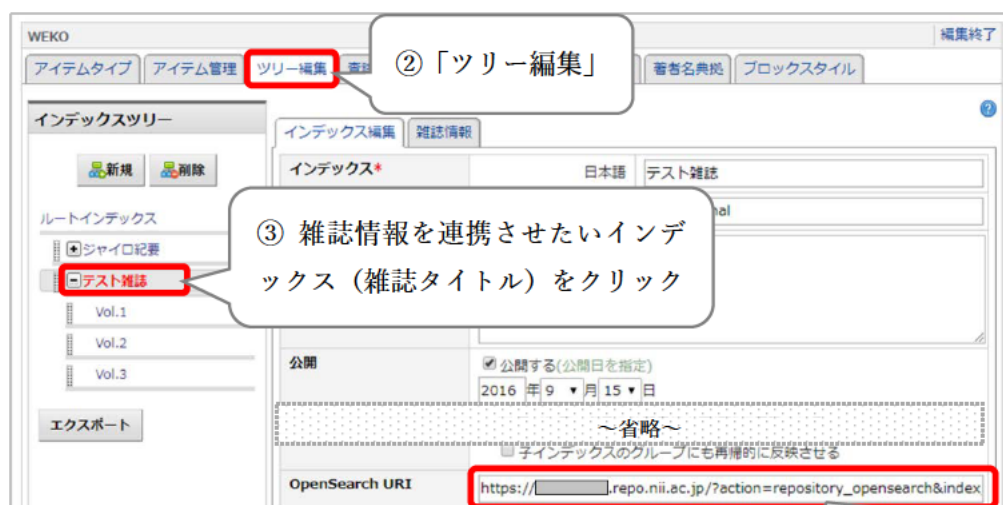 WEKO
編集終了
アイテムタイプ アイテム管理 ツリー編集 著者名典拠 ブロックスタイル
②「ツリー編集」
インデックスツリー
新規 削除
ルートインデックス
ジャイロ紀要
テスト雑誌
Vol.1
Vol.2
Vol.3
エクスポート
インデックス編集 雑誌情報
インデックス* 日本語 テスト雑誌
nal
③ 雑誌情報を連携させたいインデ
ックス（雑誌タイトル）をクリック
公開 公開する(公開日を指定)
2016 年 9 月 15 日
～省略～
子インデックスのグループにも再帰的に反映させる
OpenSearch URI https:// .repo.nii.ac.jp/?action=repository_opensearch&index